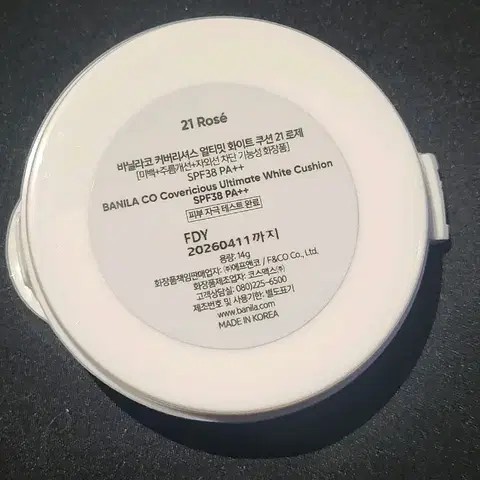 21 Rosé
바닐라코 커버리셔스 얼티밋 화이트 쿠션 21 로제
[미백+주름개선+자외선 차단 기능성 화장품]
SPF38 PA++
BANILA CO Covericious Ultimate White Cushion
SPF38 PA++
피부 자극 테스트 완료
FDY
20260411까지
용량: 14g
화장품책임판매업자: ㈜에프앤코 / F&CO Co., Ltd.
화장품제조업자: 코스맥스㈜
고객상담실: 080)225-6500
제조번호 및 사용기한: 별도표기
www.banila.com
MADE IN KOREA